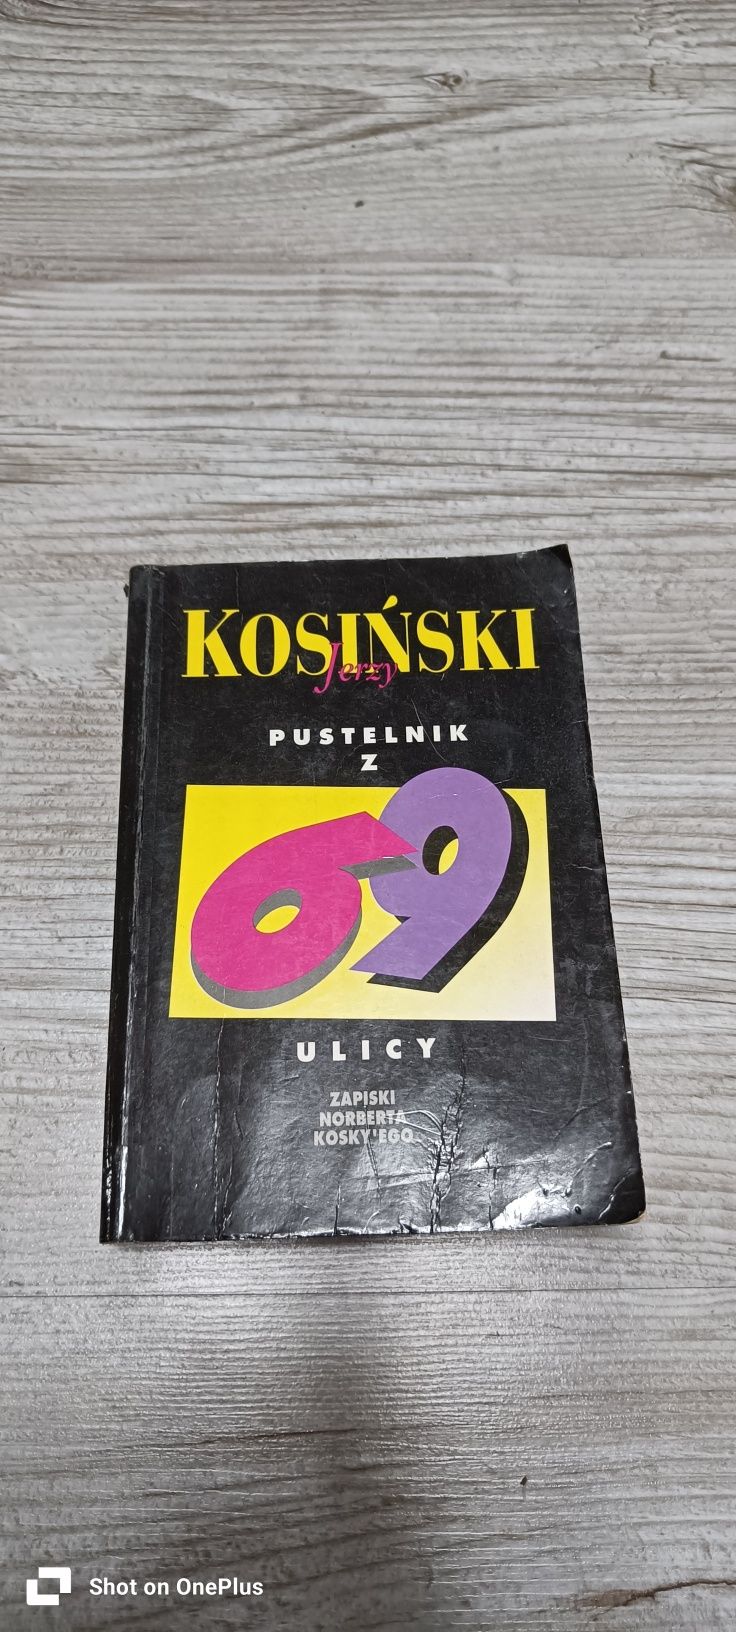 KOSIŃSKI
Jerzy
PUSTELNIK
Z
69
ULICY
ZAPISKI
NORBERTA
KOSKY'EGO
Shot on OnePlus